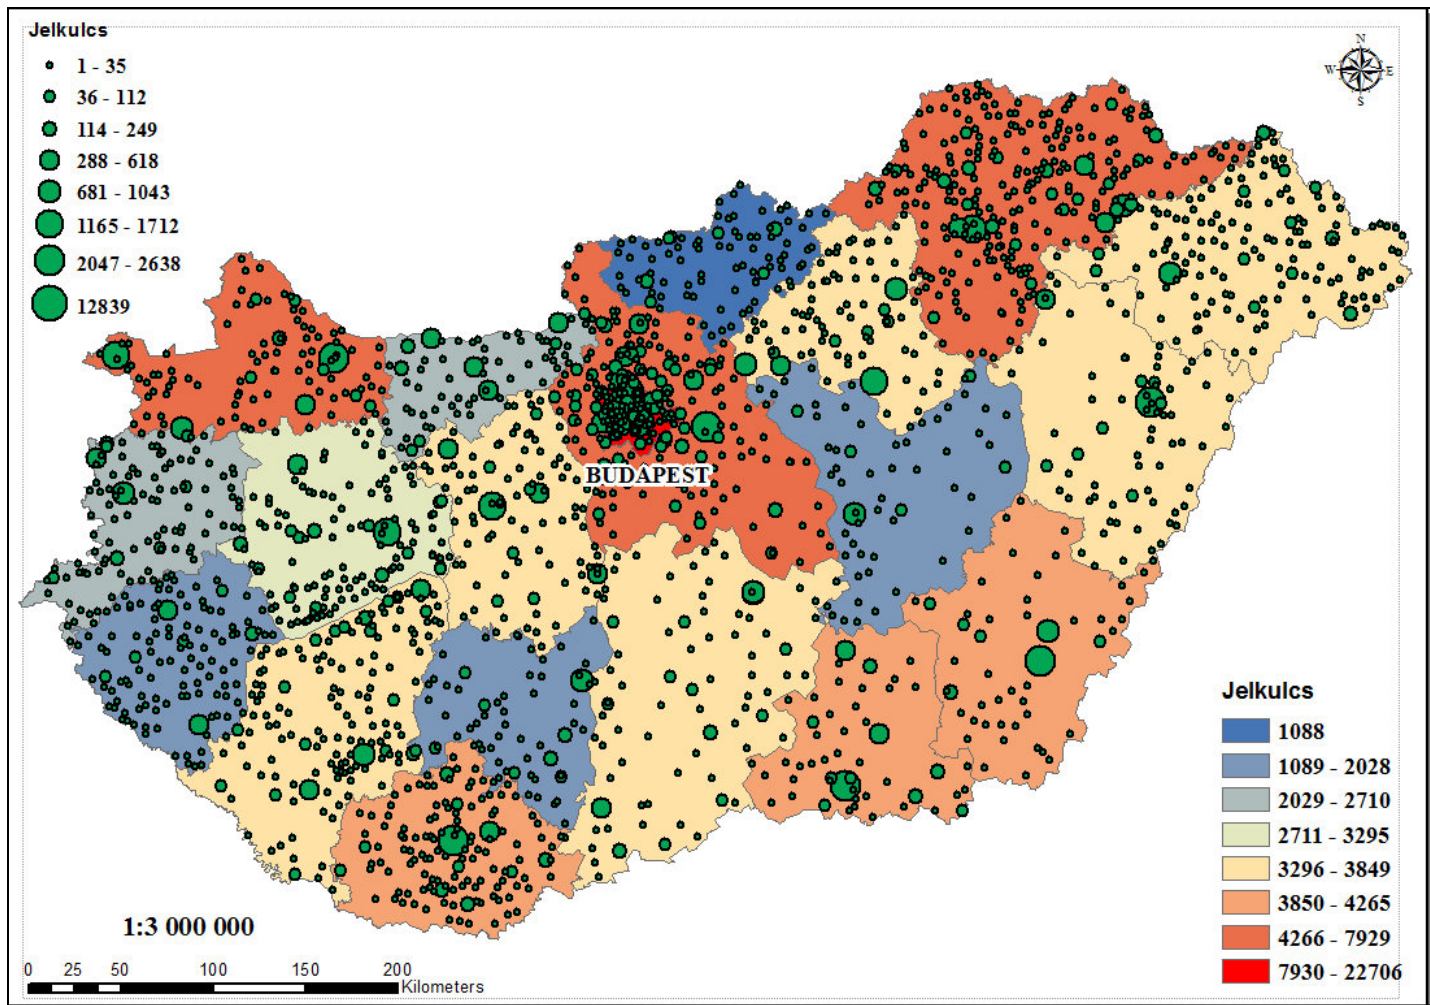 Jelkulcs
1 - 35
36 - 112
114 - 249
288 - 618
681 - 1043
1165 - 1712
2047 - 2638
12839
N
W E
S
BUDAPEST
Jelkulcs
1088
1089 - 2028
2029 - 2710
2711 - 3295
3296 - 3849
3850 - 4265
4266 - 7929
7930 - 22706
1:3 000 000
0 25 50 100 150 200
Kilometers